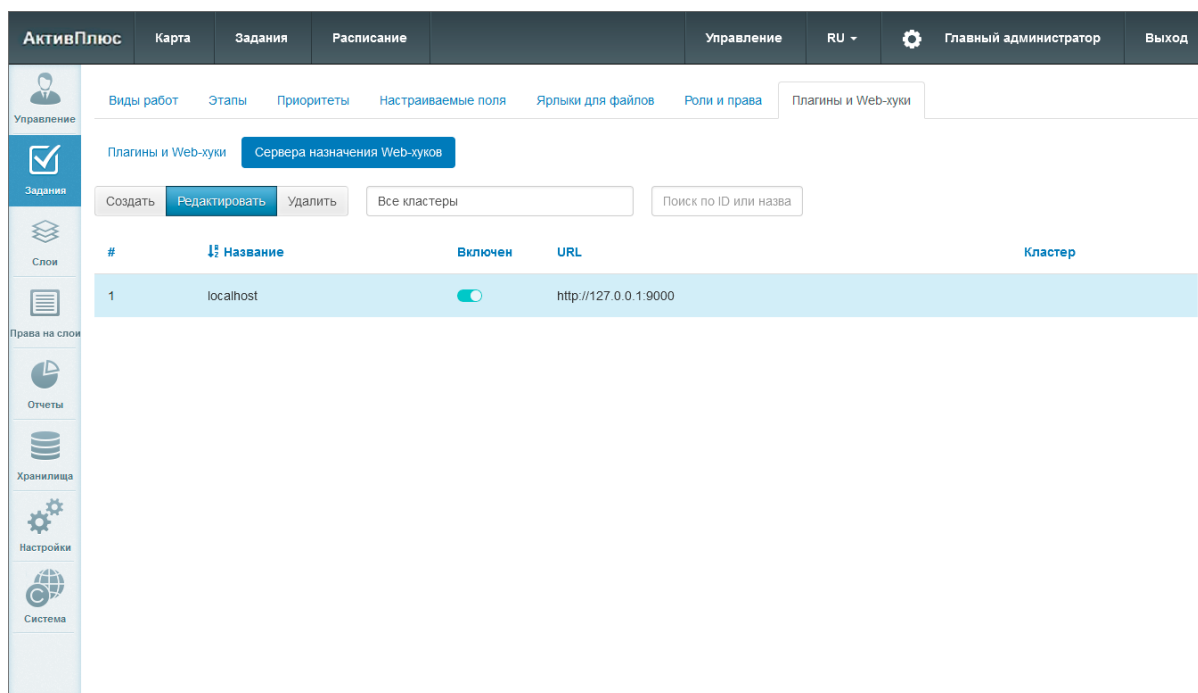 АктивПлюс Карта Задания Расписание Управление RU Главный администратор Выход
Управление
Задания
Слои
Права на слои
Отчеты
Хранилища
Настройки
Система
Виды работ Этапы Приоритеты Настраиваемые поля Ярлыки для файлов Роли и права Плагины и Web-хуки
Плагины и Web-хуки Сервера назначения Web-хуков
Создать Редактировать Удалить Все кластеры Поиск по ID или назва
# Название Включен URL Кластер
1 localhost http://127.0.0.1:9000